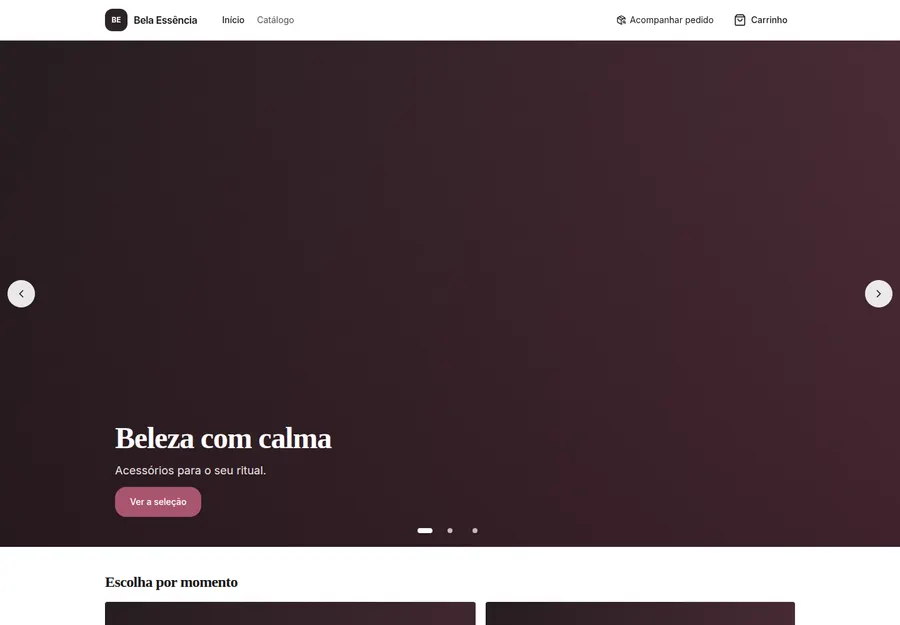 BE
Bela Essência
Início
Catálogo
Acompanhar pedido
Carrinho
Beleza com calma
Acessórios para o seu ritual.
Ver a seleção
Escolha por momento